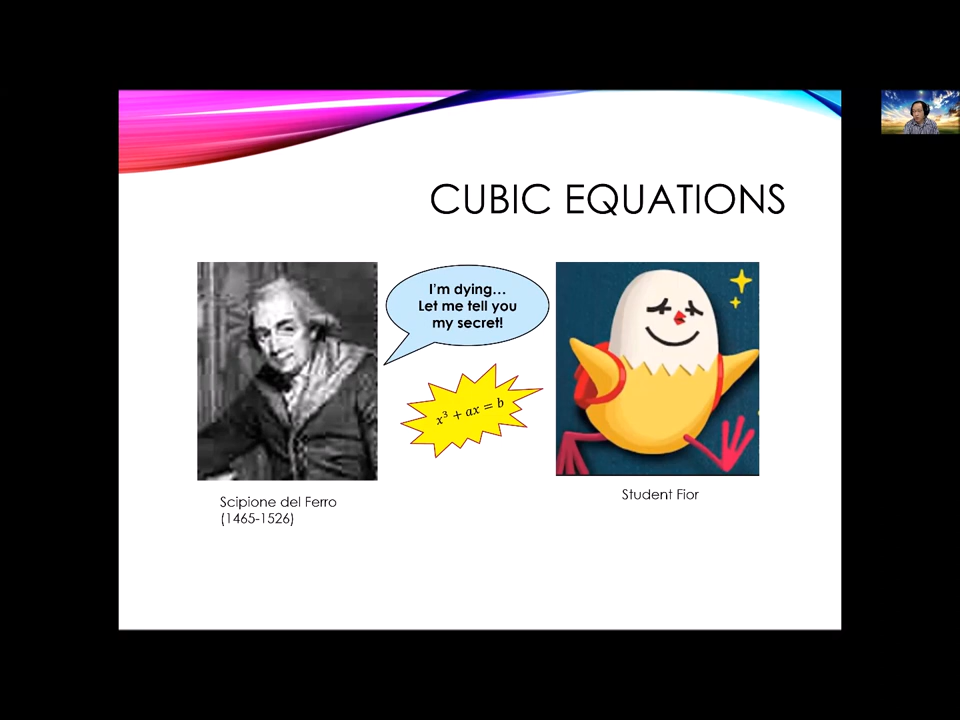 CUBIC EQUATIONS
I'm dying…
Let me tell you
my secret!
x³ + ax = b
Scipione del Ferro
(1465-1526)
Student Fior